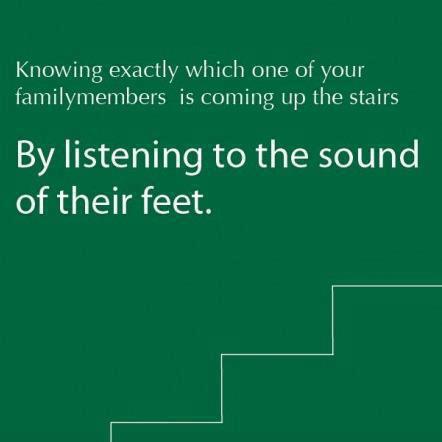 Knowing exactly which one of your
familymembers  is coming up the stairs
By listening to the sound
of their feet.